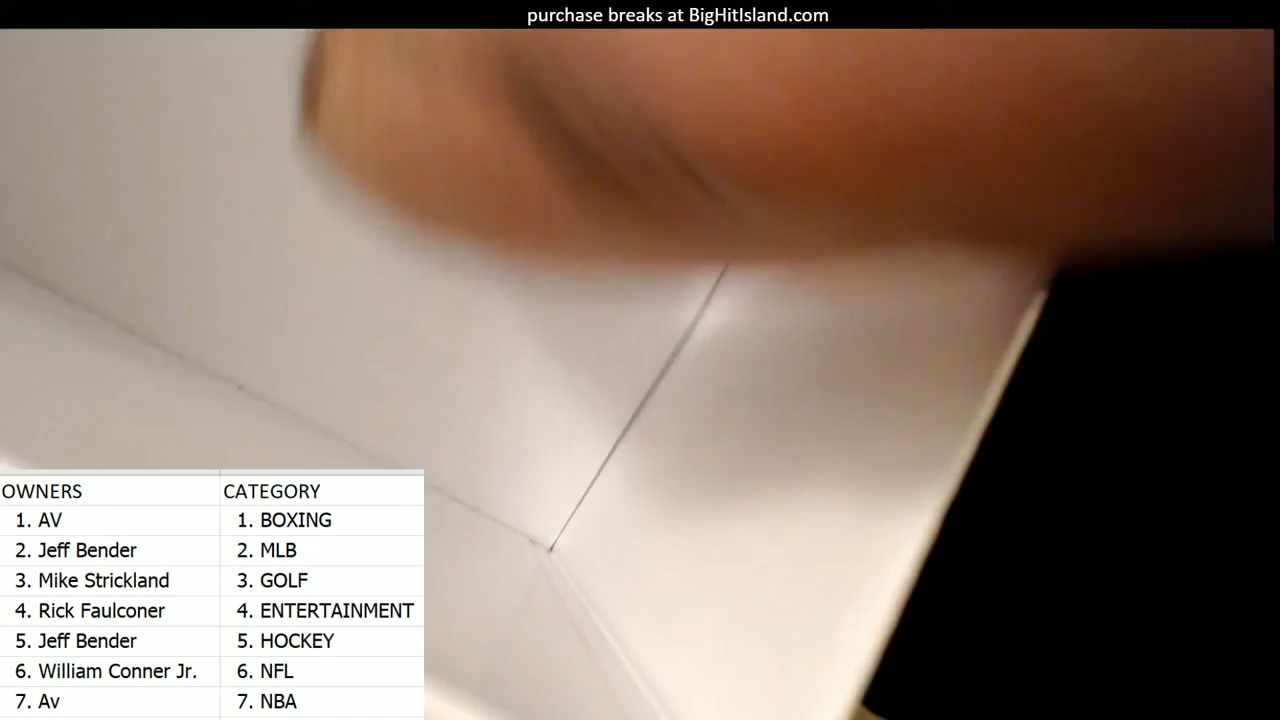 purchase breaks at BigHitIsland.com
OWNERS CATEGORY
1. AV 1. BOXING
2. Jeff Bender 2. MLB
3. Mike Strickland 3. GOLF
4. Rick Faulconer 4. ENTERTAINMENT
5. Jeff Bender 5. HOCKEY
6. William Conner Jr. 6. NFL
7. Av 7. NBA